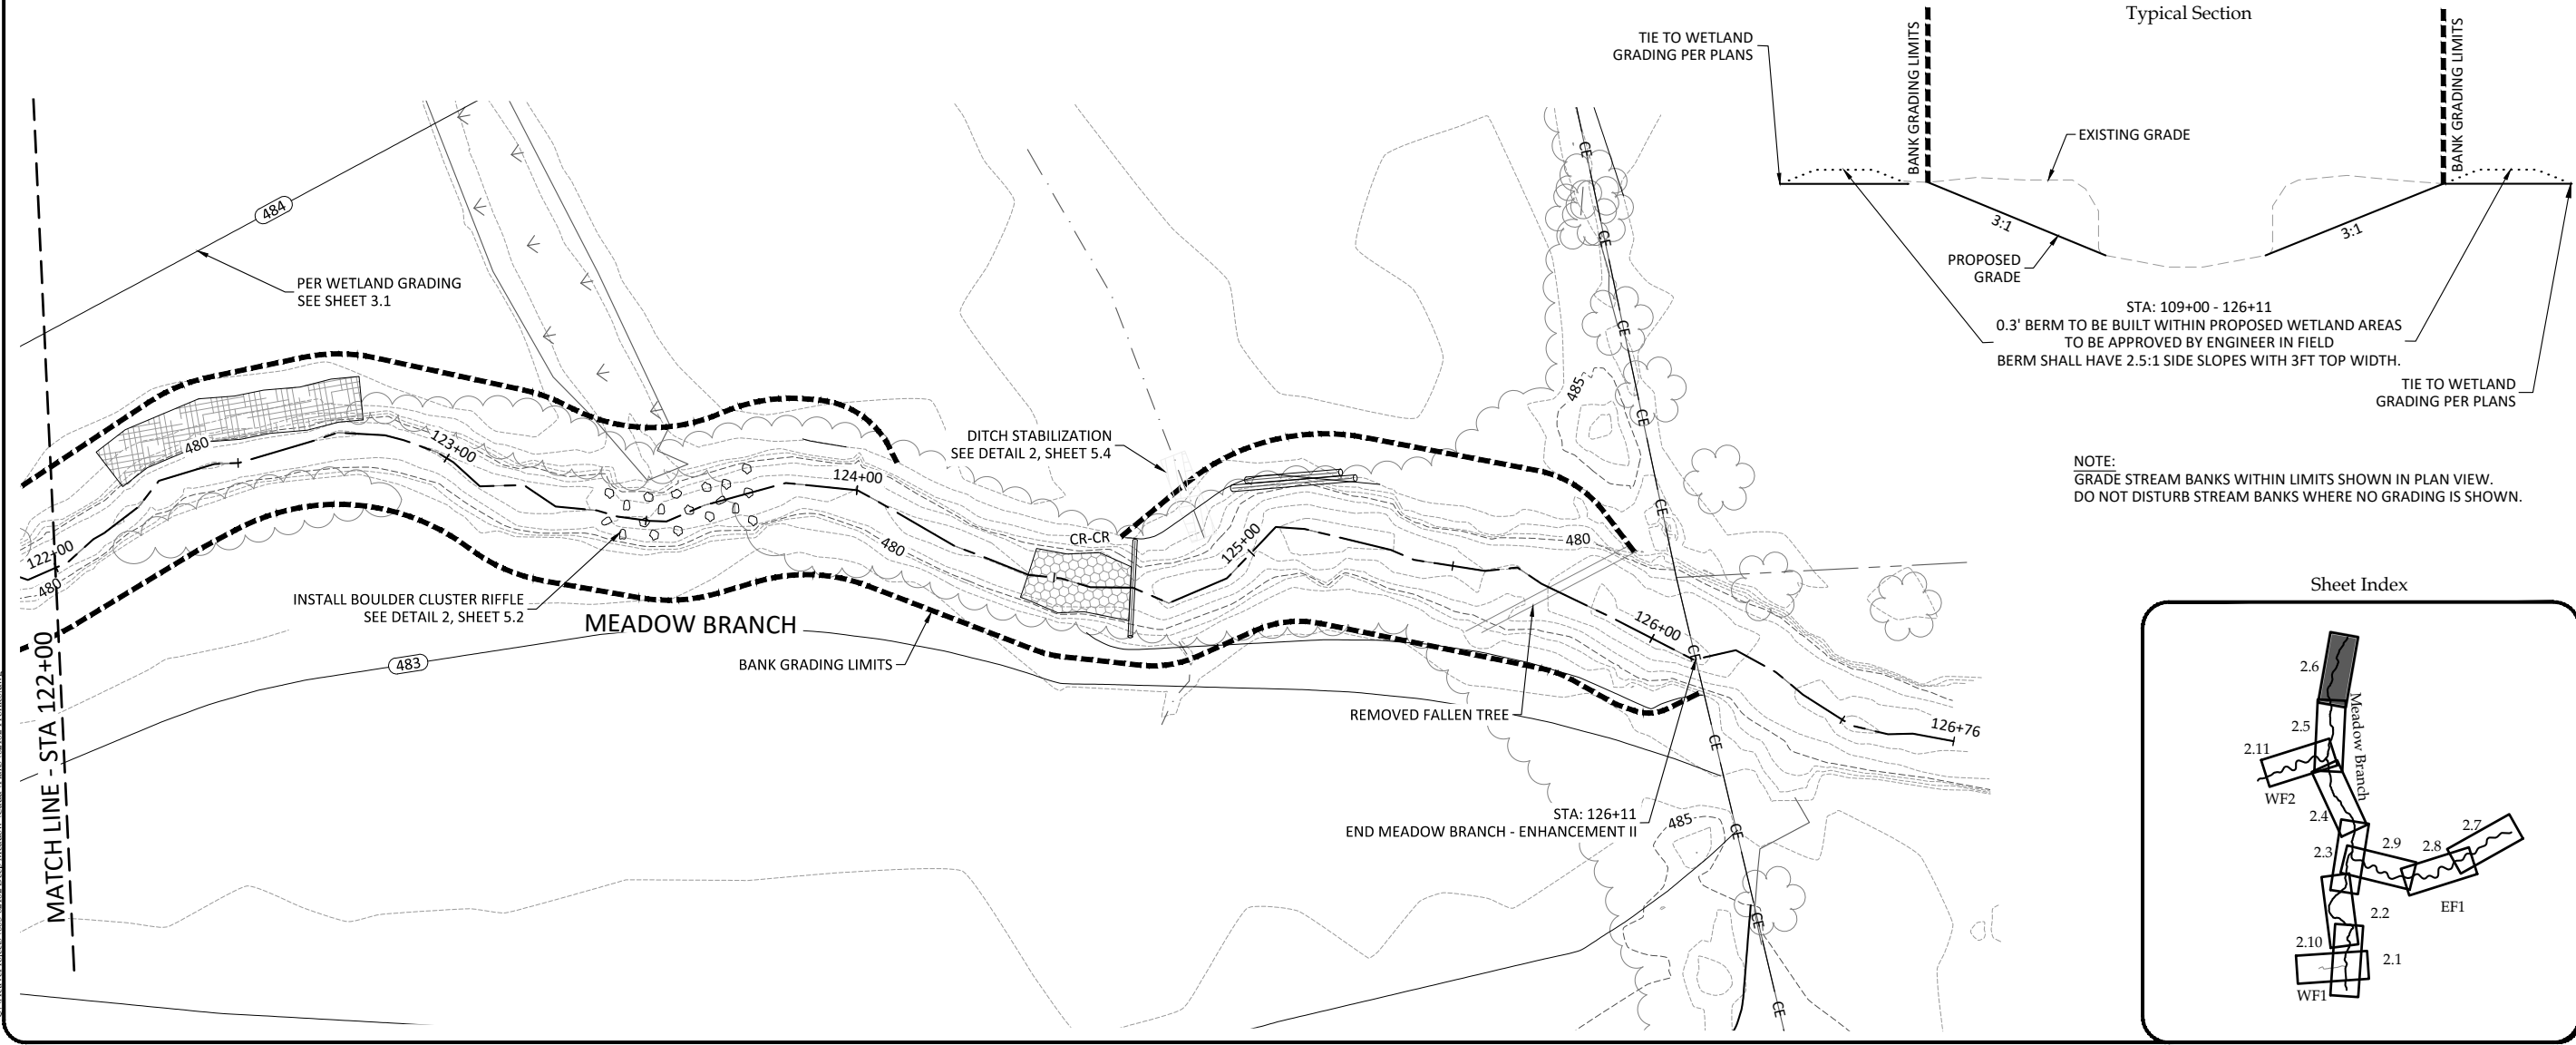 Typical Section
TIE TO WETLAND
GRADING PER PLANS
BANK GRADING LIMITS
BANK GRADING LIMITS
EXISTING GRADE
3:1
3:1
PROPOSED
GRADE
STA: 109+00 - 126+11
0.3' BERM TO BE BUILT WITHIN PROPOSED WETLAND AREAS
TO BE APPROVED BY ENGINEER IN FIELD
BERM SHALL HAVE 2.5:1 SIDE SLOPES WITH 3FT TOP WIDTH.
TIE TO WETLAND
GRADING PER PLANS
NOTE:
GRADE STREAM BANKS WITHIN LIMITS SHOWN IN PLAN VIEW.
DO NOT DISTURB STREAM BANKS WHERE NO GRADING IS SHOWN.
484
PER WETLAND GRADING
SEE SHEET 3.1
480
123+00
124+00
DITCH STABILIZATION
SEE DETAIL 2, SHEET 5.4
CR-CR
480
125+00
480
485
CE
CE
CE
CE
CE
CE
CE
CE
CE
CE
122+00
480
INSTALL BOULDER CLUSTER RIFFLE
SEE DETAIL 2, SHEET 5.2
MEADOW BRANCH
483
BANK GRADING LIMITS
126+00
REMOVED FALLEN TREE
126+76
STA: 126+11
END MEADOW BRANCH - ENHANCEMENT II
485
MATCH LINE - STA 122+00
Sheet Index
2.6
Meadow Branch
2.5
2.11
WF2
2.4
2.3
2.9
2.8
2.7
EF1
2.2
2.10
2.1
WF1